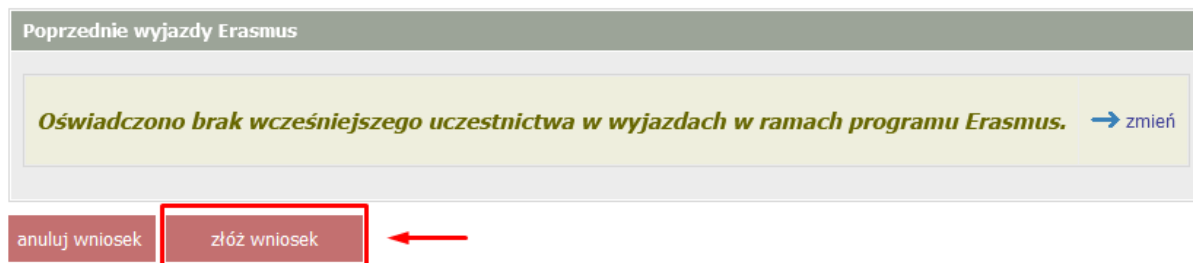 Poprzednie wyjazdy Erasmus
Oświadczono brak wcześniejszego uczestnictwa w wyjazdach w ramach programu Erasmus. zmień
anuluj wniosek złóż wniosek